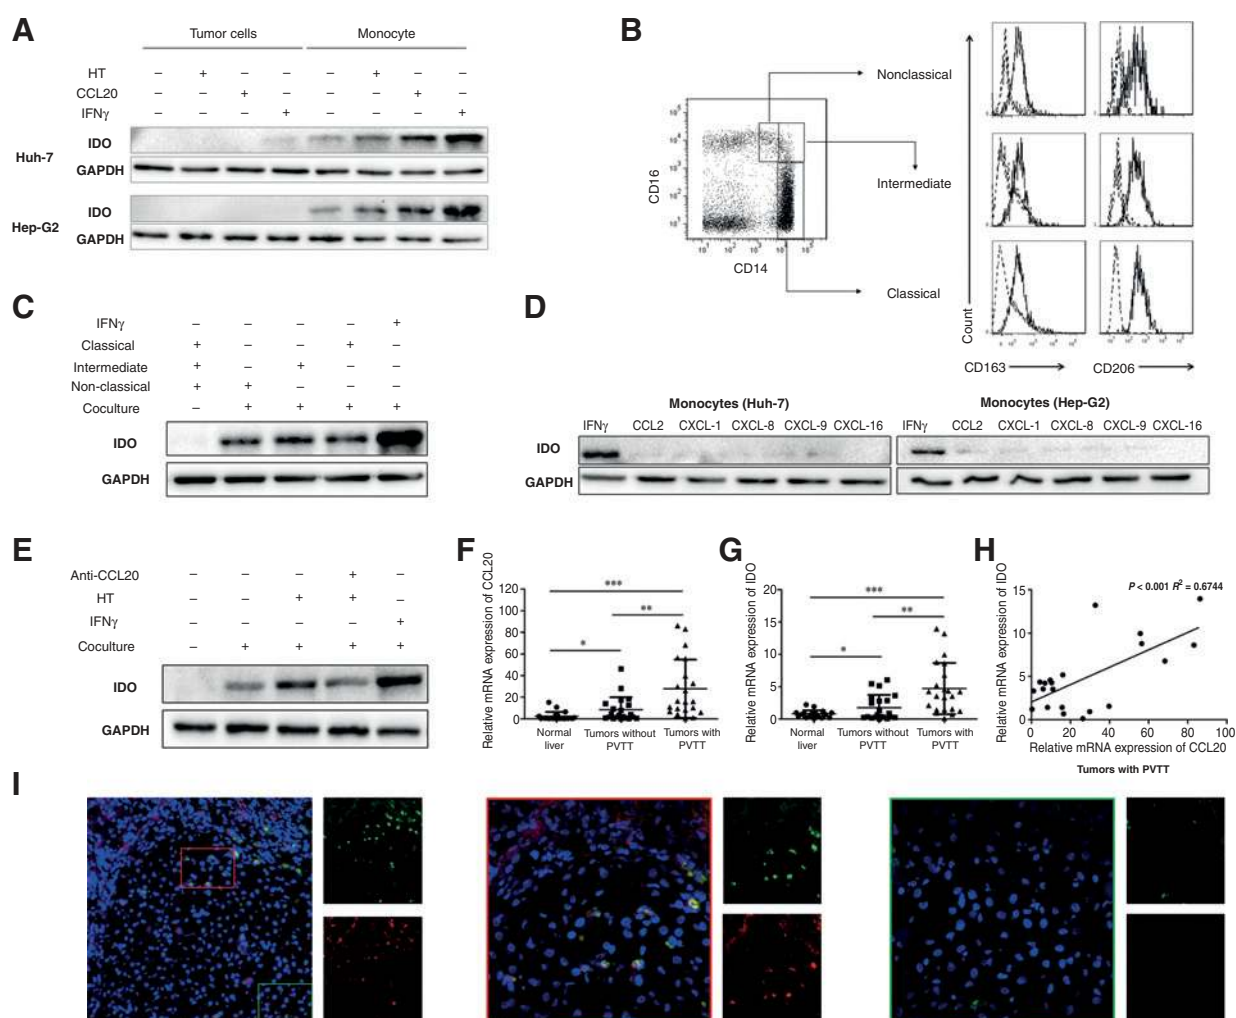 A
Tumor cells Monocyte
HT – + – – – + – –
CCL20 – – + – – – + –
IFNγ – – – + – – – +
Huh-7
IDO
GAPDH
Hep-G2
IDO
GAPDH
B
CD16
CD14
Nonclassical
Intermediate
Classical
Count
CD163
CD206
C
IFNγ – – – – +
Classical + – – + –
Intermediate + – + – –
Non-classical + + – – –
Coculture – + + + +
IDO
GAPDH
D
Monocytes (Huh-7) Monocytes (Hep-G2)
IFNγ CCL2 CXCL-1 CXCL-8 CXCL-9 CXCL-16 IFNγ CCL2 CXCL-1 CXCL-8 CXCL-9 CXCL-16
IDO
GAPDH
E
Anti-CCL20 – – – + –
HT – – + + –
IFNγ – – – – +
Coculture – + + + +
IDO
GAPDH
F
Relative mRNA expression of CCL20
120
100
80
60
40
20
0
***
**
*
Normal liver
Tumors without PVTT
Tumors with PVTT
G
Relative mRNA expression of IDO
20
15
10
5
0
***
**
*
Normal liver
Tumors without PVTT
Tumors with PVTT
H
Relative mRNA expression of IDO
P < 0.001 R² = 0.6744
15
10
5
0
0 20 40 60 80 100
Relative mRNA expression of CCL20
Tumors with PVTT
I